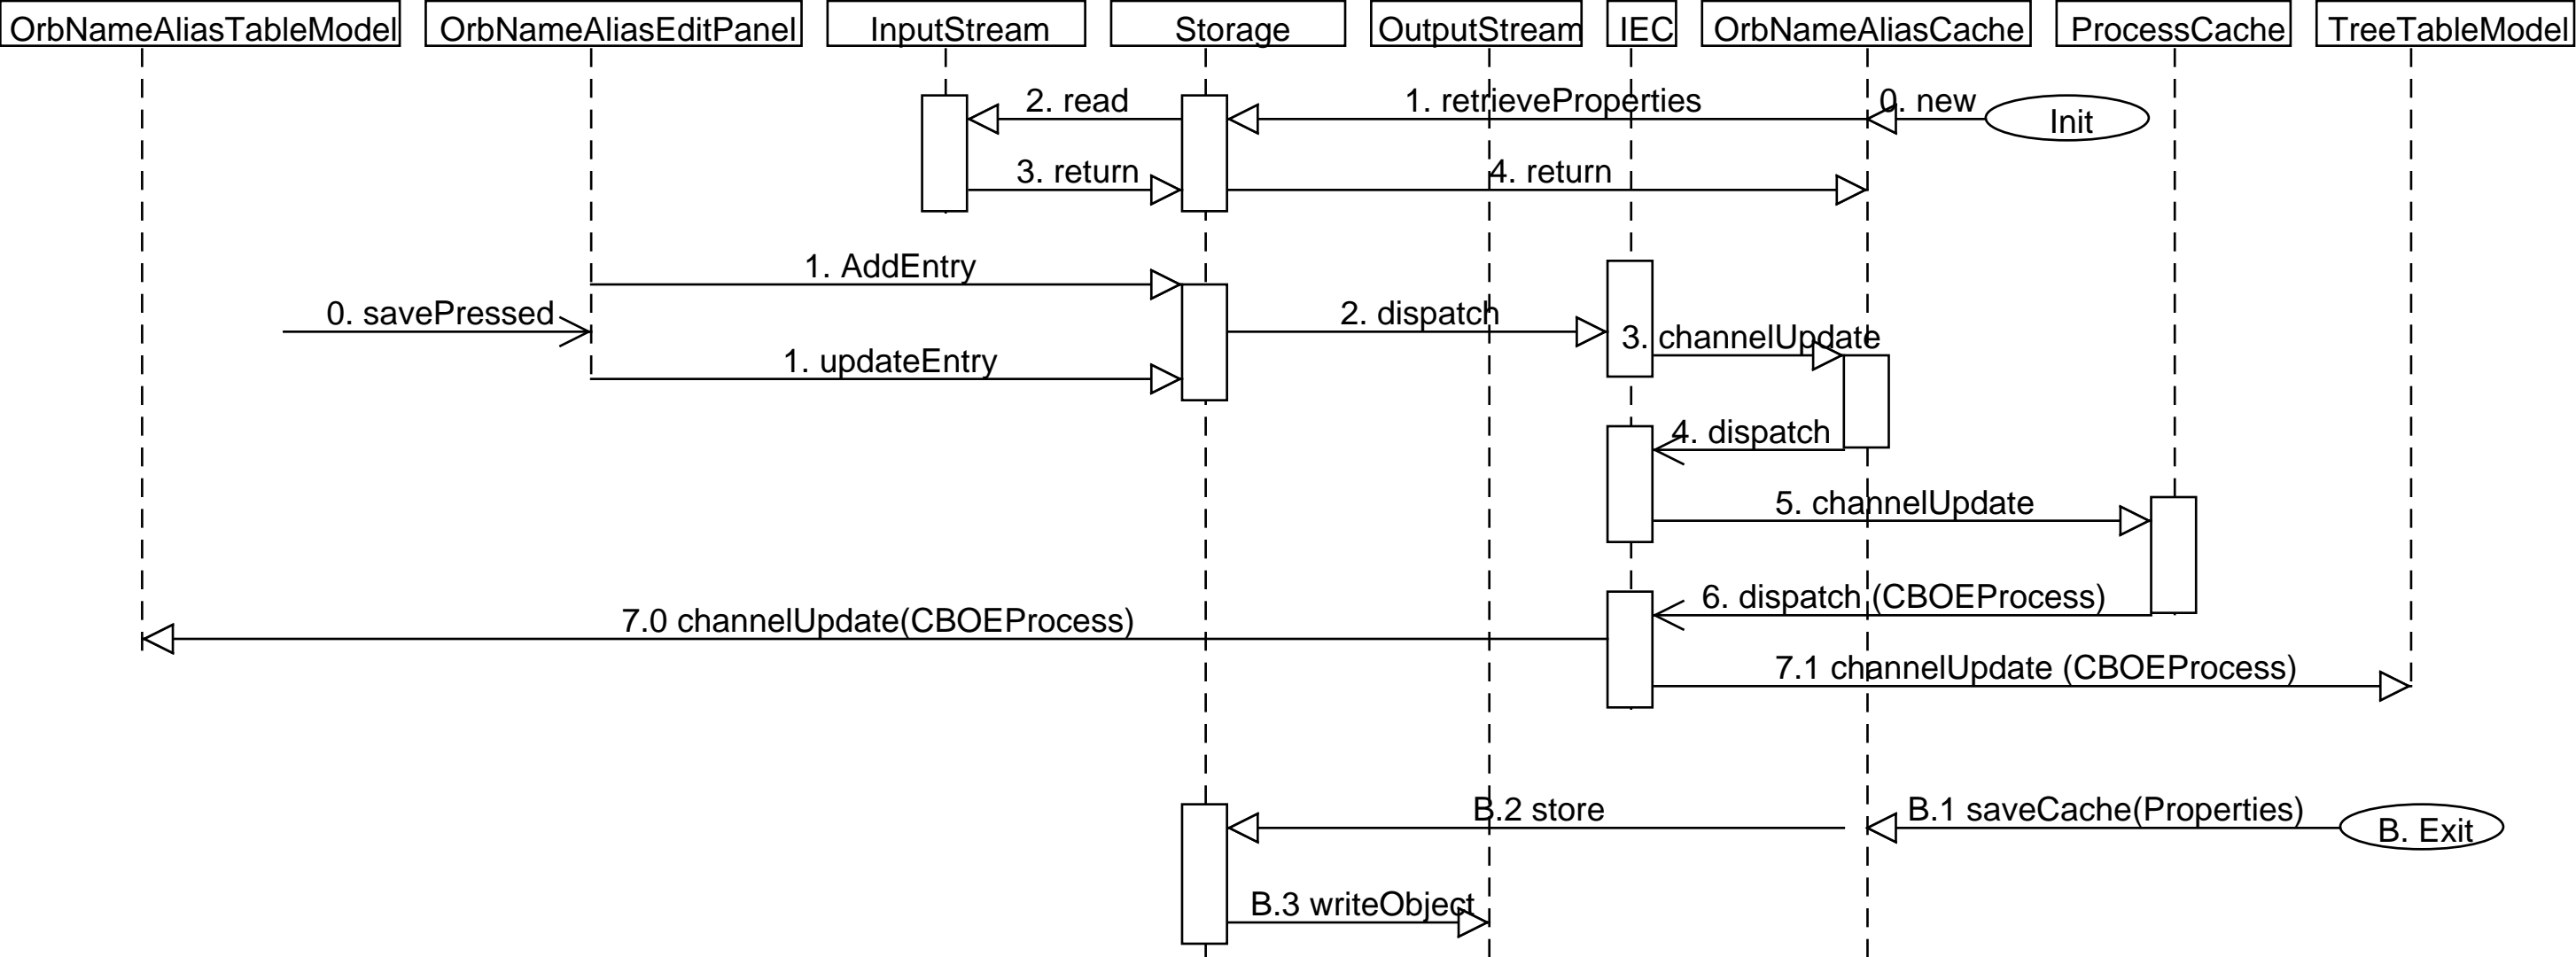 OrbNameAliasTableModel
OrbNameAliasEditPanel
InputStream
Storage
OutputStream
IEC
OrbNameAliasCache
ProcessCache
TreeTableModel
2. read
1. retrieveProperties
0. new
Init
3. return
4. return
1. AddEntry
0. savePressed
2. dispatch
3. channelUpdate
1. updateEntry
4. dispatch
5. channelUpdate
6. dispatch (CBOEProcess)
7.0 channelUpdate(CBOEProcess)
7.1 channelUpdate (CBOEProcess)
B.2 store
B.1 saveCache(Properties)
B. Exit
B.3 writeObject